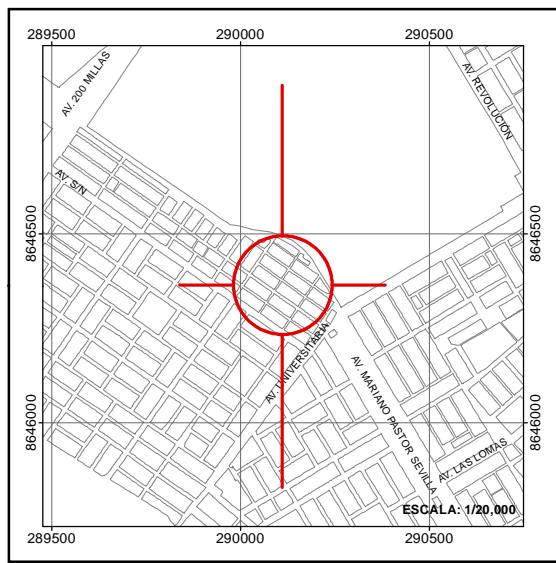 289500 290000 290500
AV. 200 MILLAS
AV. REVOLUCIÓN
AV. S/N
8646500 8646500
AV. UNIVERSITARIA
AV. MARIANO PASTOR SEVILLA
8646000 8646000
AV. LAS LOMAS
ESCALA: 1/20,000
289500 290000 290500